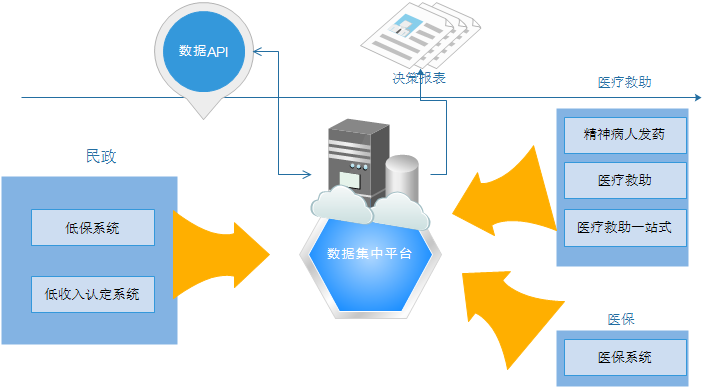 数据API
决策报表
医疗救助
精神病人发药
医疗救助
医疗救助一站式
民政
低保系统
低收入认定系统
数据集中平台
医保
医保系统